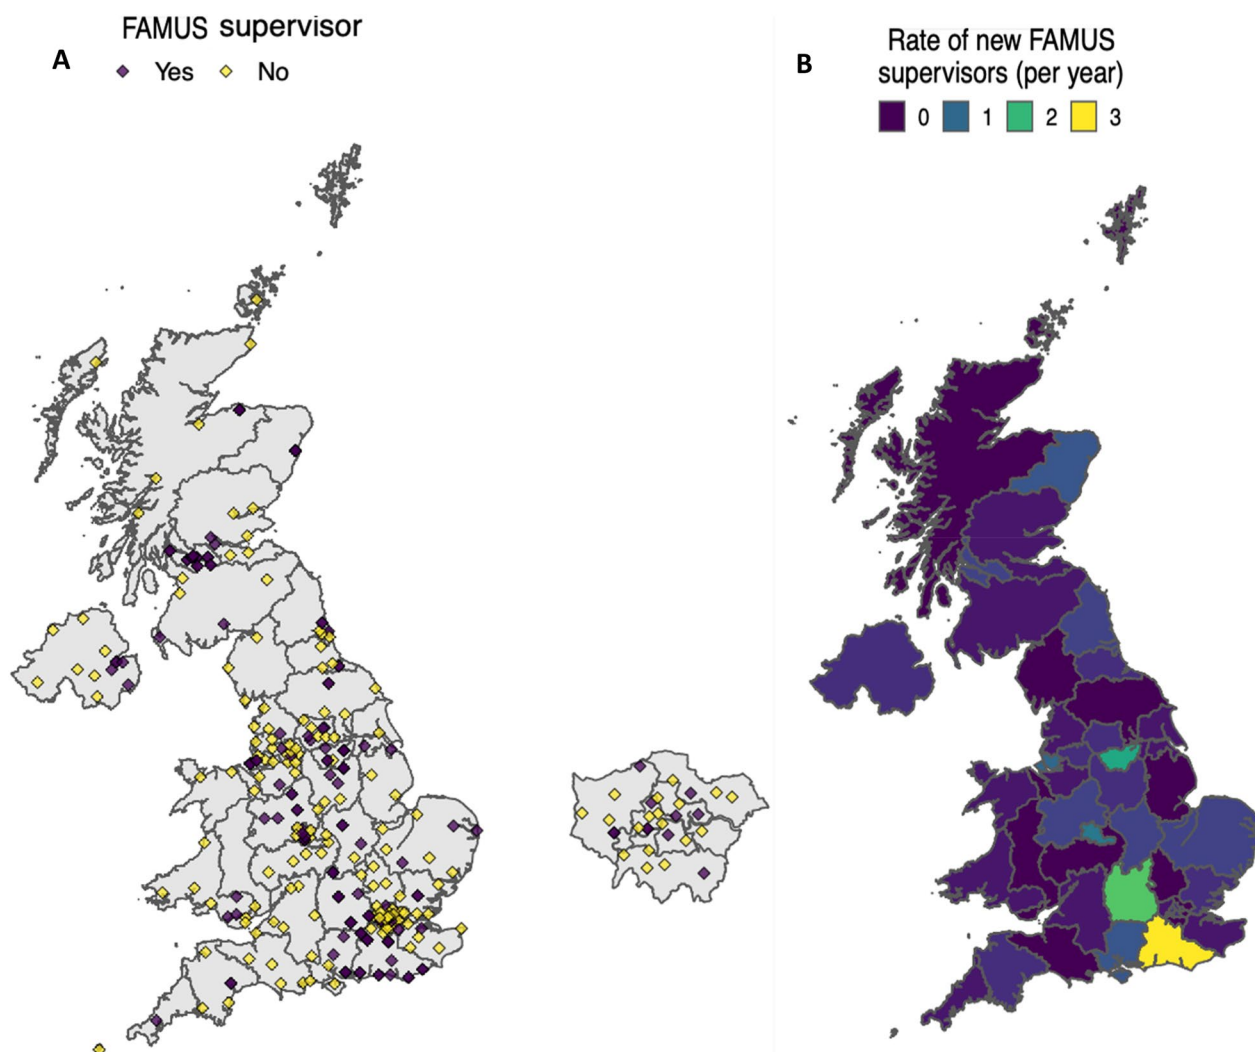 FAMUS supervisor
A
Yes No
Rate of new FAMUS
supervisors (per year)
B
0 1 2 3